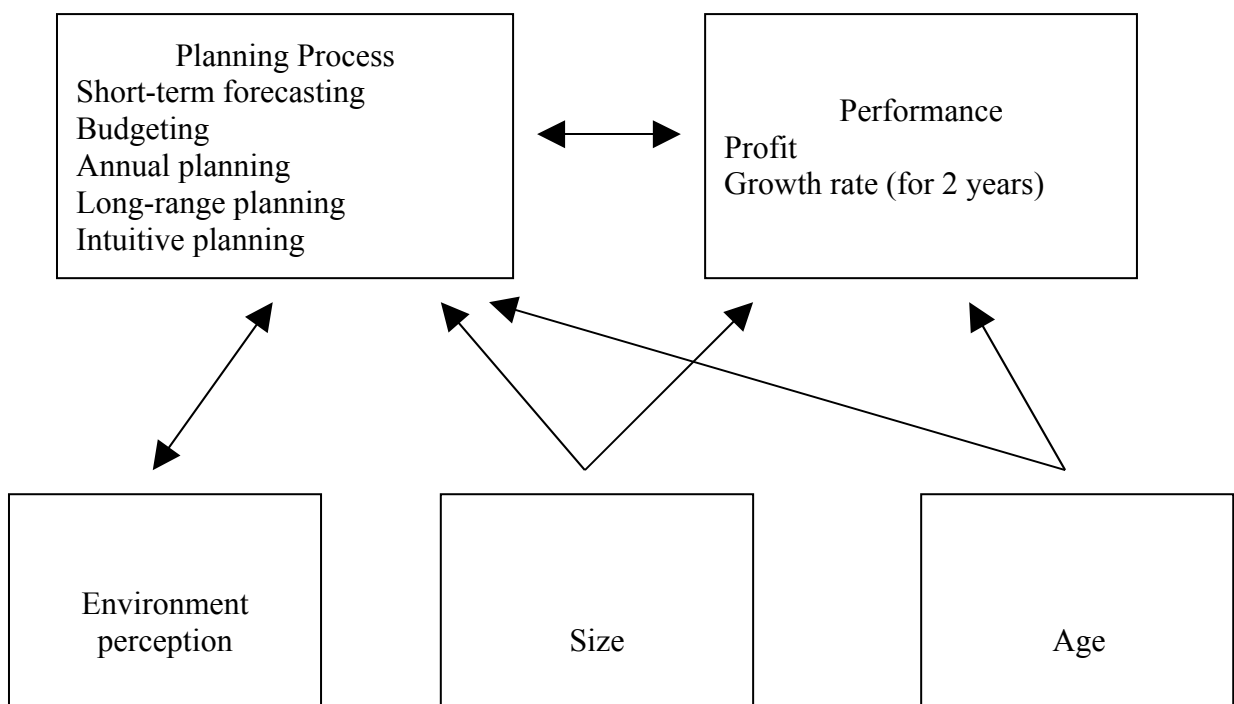 Planning Process
Short-term forecasting
Budgeting
Annual planning
Long-range planning
Intuitive planning
Performance
Profit
Growth rate (for 2 years)
Environment
perception
Size
Age